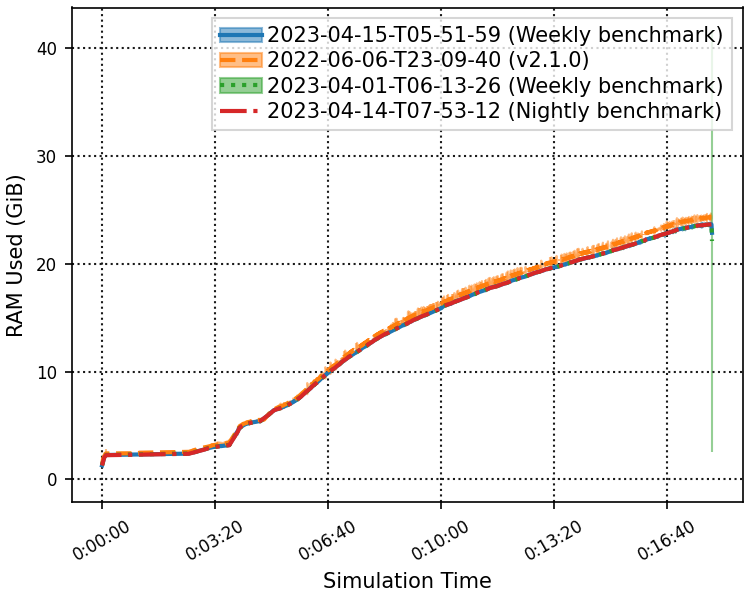 2023-04-15-T05-51-59 (Weekly benchmark)
2022-06-06-T23-09-40 (v2.1.0)
2023-04-01-T06-13-26 (Weekly benchmark)
2023-04-14-T07-53-12 (Nightly benchmark)
40
30
20
10
0
RAM Used (GiB)
0:00:00
0:03:20
0:06:40
0:10:00
0:13:20
0:16:40
Simulation Time